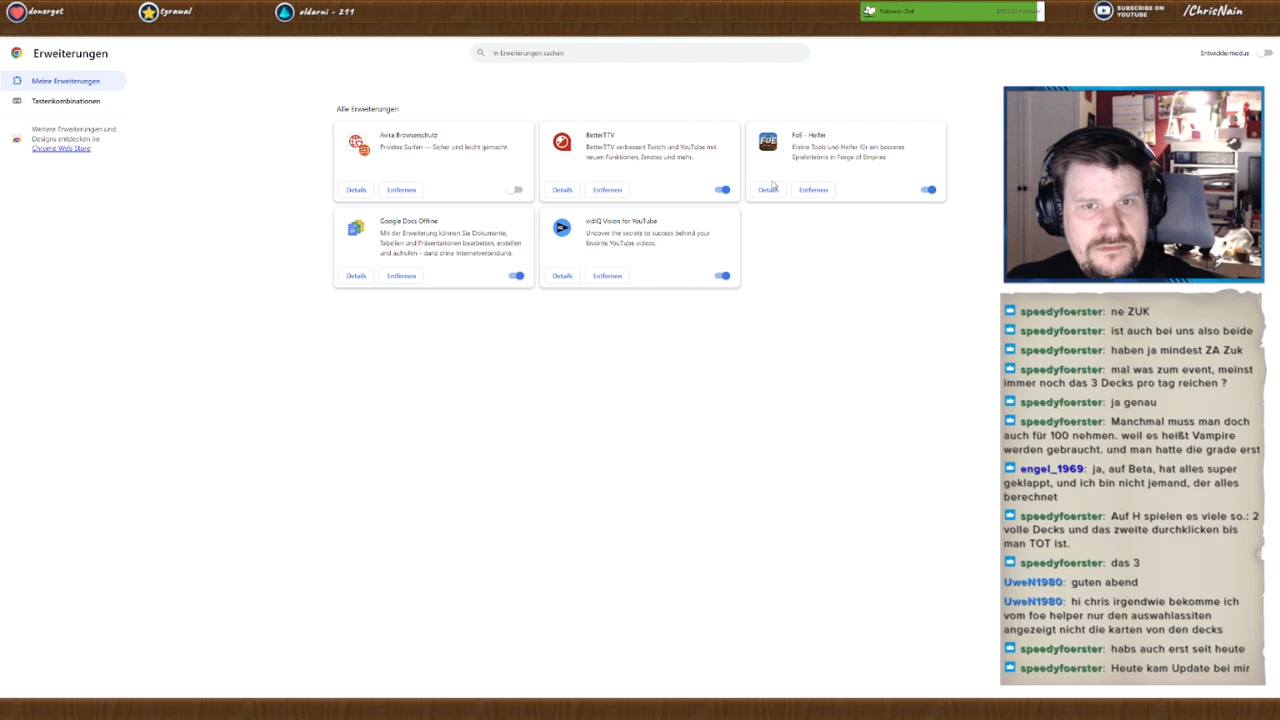 donergot
tyrawal
oldarni - 211
Follower-Ziel
SUBSCRIBE ON
YOUTUBE
/ChrisNain
Erweiterungen
In Erweiterungen suchen
Entwicklermodus
Meine Erweiterungen
Tastenkombinationen
Weitere Erweiterungen und
Designs entdecken im
Chrome Web Store
Alle Erweiterungen
Avira Browserschutz
Privates Surfen — Sicher und leicht gemacht
Details
Entfernen
BetterTTV
BetterTTV verbessert Twitch und YouTube mit
neuen Funktionen, Emotes und mehr.
Details
Entfernen
FOE
FoE - Helfer
Kleine Tools und Helfer für ein besseres
Spielerlebnis in Forge of Empires
Details
Entfernen
Google Docs Offline
Mit der Erweiterung können Sie Dokumente,
Tabellen und Präsentationen bearbeiten, erstellen
und aufrufen – ganz ohne Internetverbindung.
Details
Entfernen
vidIQ Vision for YouTube
Uncover the secrets to success behind your
favorite YouTube videos.
Details
Entfernen
speedyfoerster: ne ZUK
speedyfoerster: ist auch bei uns also beide
speedyfoerster: haben ja mindest ZA Zuk
speedyfoerster: mal was zum event, meinst
immer noch das 3 Decks pro tag reichen ?
speedyfoerster: ja genau
speedyfoerster: Manchmal muss man doch
auch für 100 nehmen. weil es heißt Vampire
werden gebraucht. und man hatte die grade erst
engel_1969: ja, auf Beta, hat alles super
geklappt, und ich bin nicht jemand, der alles
berechnet
speedyfoerster: Auf H spielen es viele so.: 2
volle Decks und das zweite durchklicken bis
man TOT ist.
speedyfoerster: das 3
UweN1980: guten abend
UweN1980: hi chris irgendwie bekomme ich
vom foe helper nur den auswahlassiten
angezeigt nicht die karten von den decks
speedyfoerster: habs auch erst seit heute
speedyfoerster: Heute kam Update bei mir